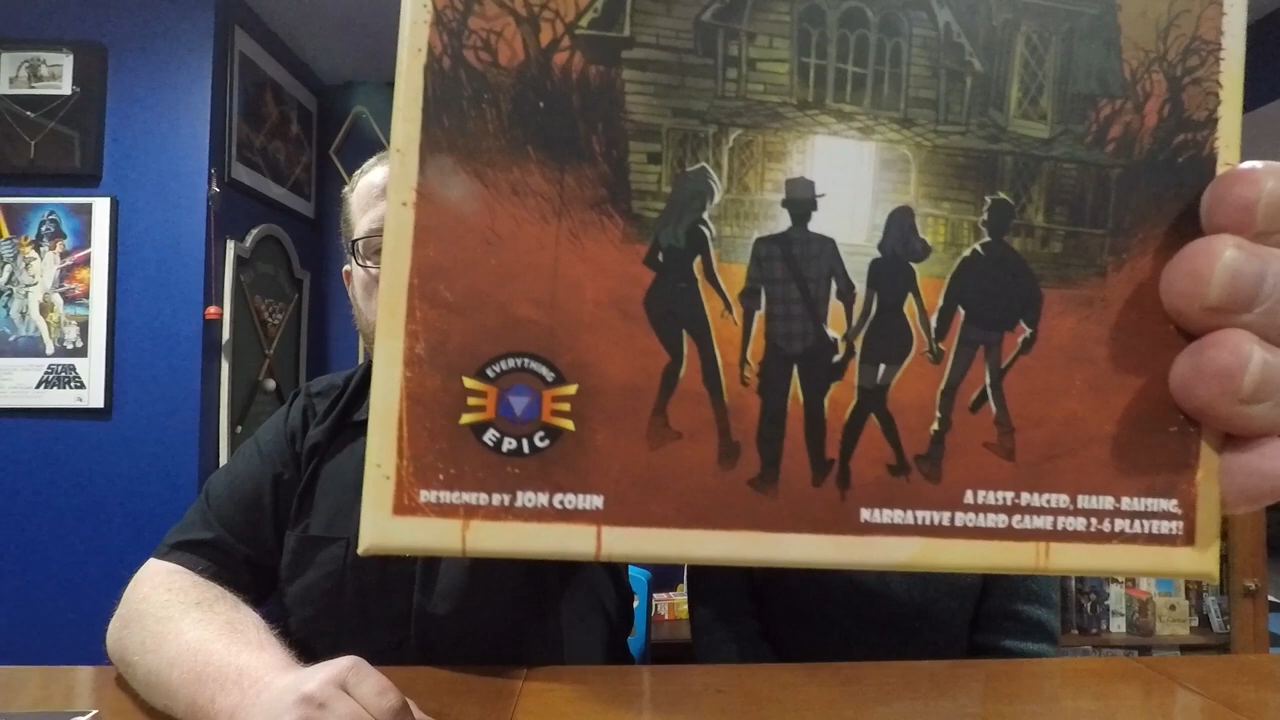 STAR
WARS
EVERYTHING
EPIC
DESIGNED BY JON COHN
A FAST-PACED, HAIR-RAISING,
NARRATIVE BOARD GAME FOR 2-6 PLAYERS!